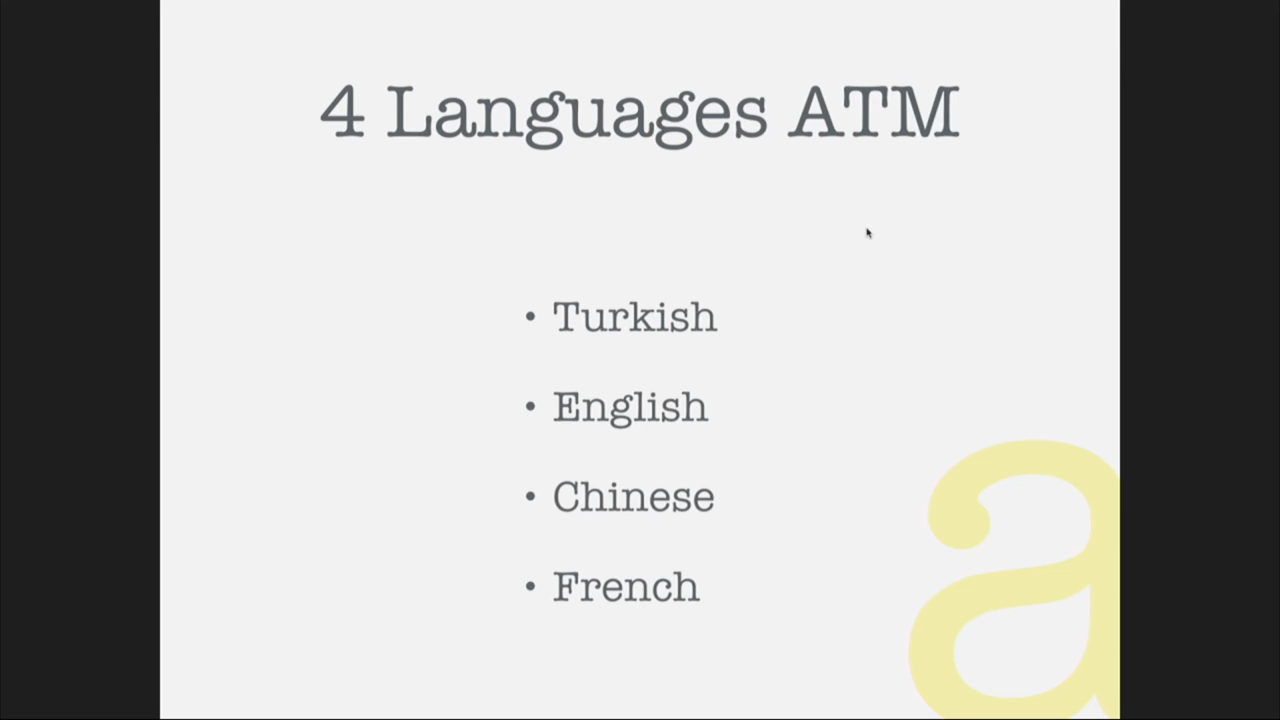 4 Languages ATM
• Turkish
• English
• Chinese
• French
a